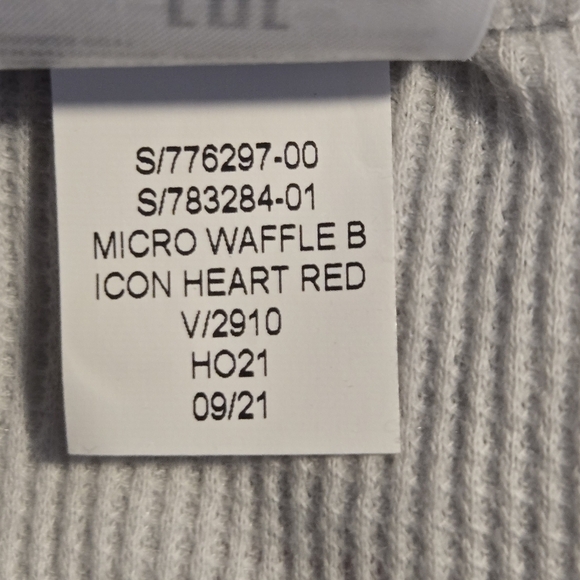 S/776297-00
S/783284-01
MICRO WAFFLE B
ICON HEART RED
V/2910
HO21
09/21